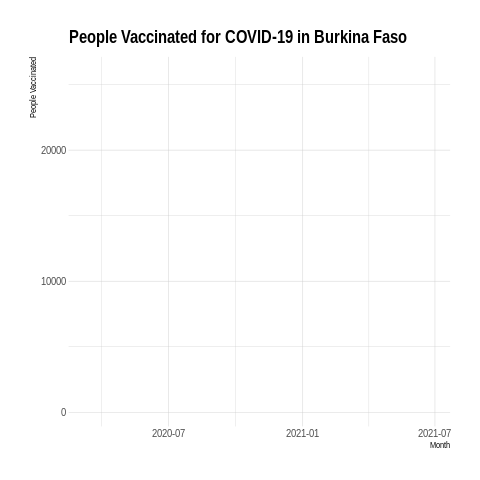 People Vaccinated for COVID-19 in Burkina Faso
People Vaccinated
20000
10000
0
2020-07 2021-01 2021-07
Month